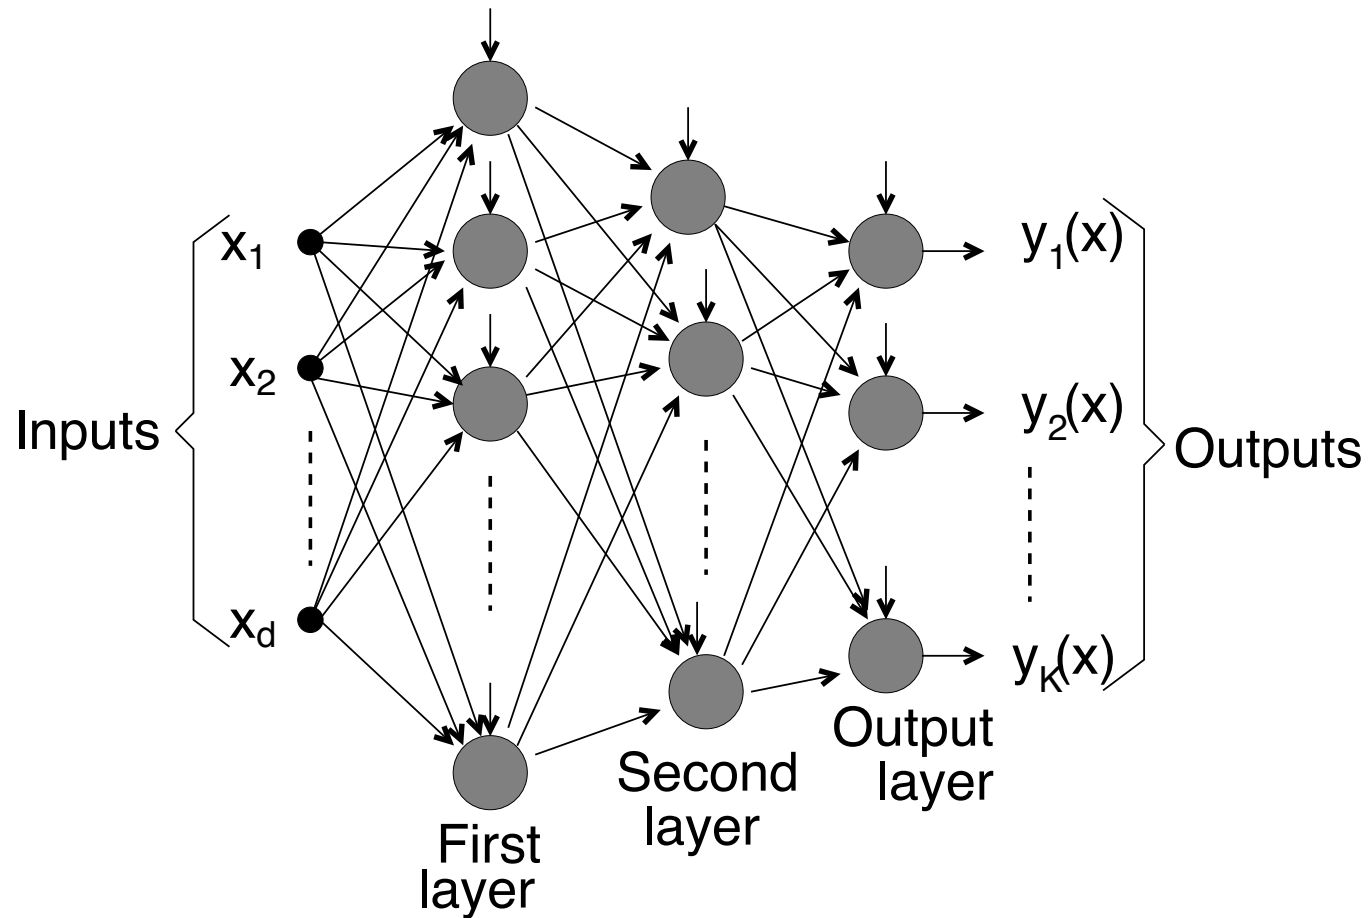 Inputs
x1
x2
xd
First
layer
Second
layer
Output
layer
y1(x)
y2(x)
yK(x)
Outputs